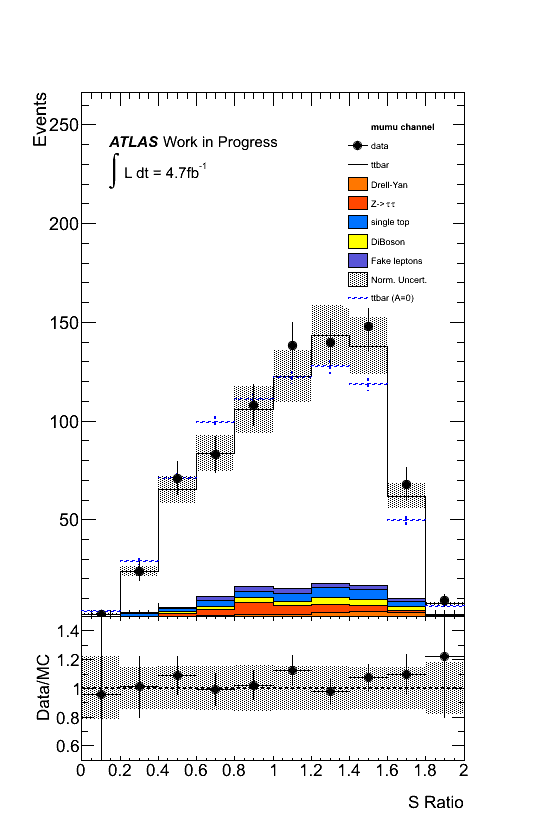 Events
250
200
150
100
50
ATLAS Work in Progress
∫ L dt = 4.7fb⁻¹
mumu channel
data
ttbar
Drell-Yan
Z->ττ
single top
DiBoson
Fake leptons
Norm. Uncert.
ttbar (A=0)
Data/MC
1.4
1.2
1
0.8
0.6
0 0.2 0.4 0.6 0.8 1 1.2 1.4 1.6 1.8 2
S Ratio